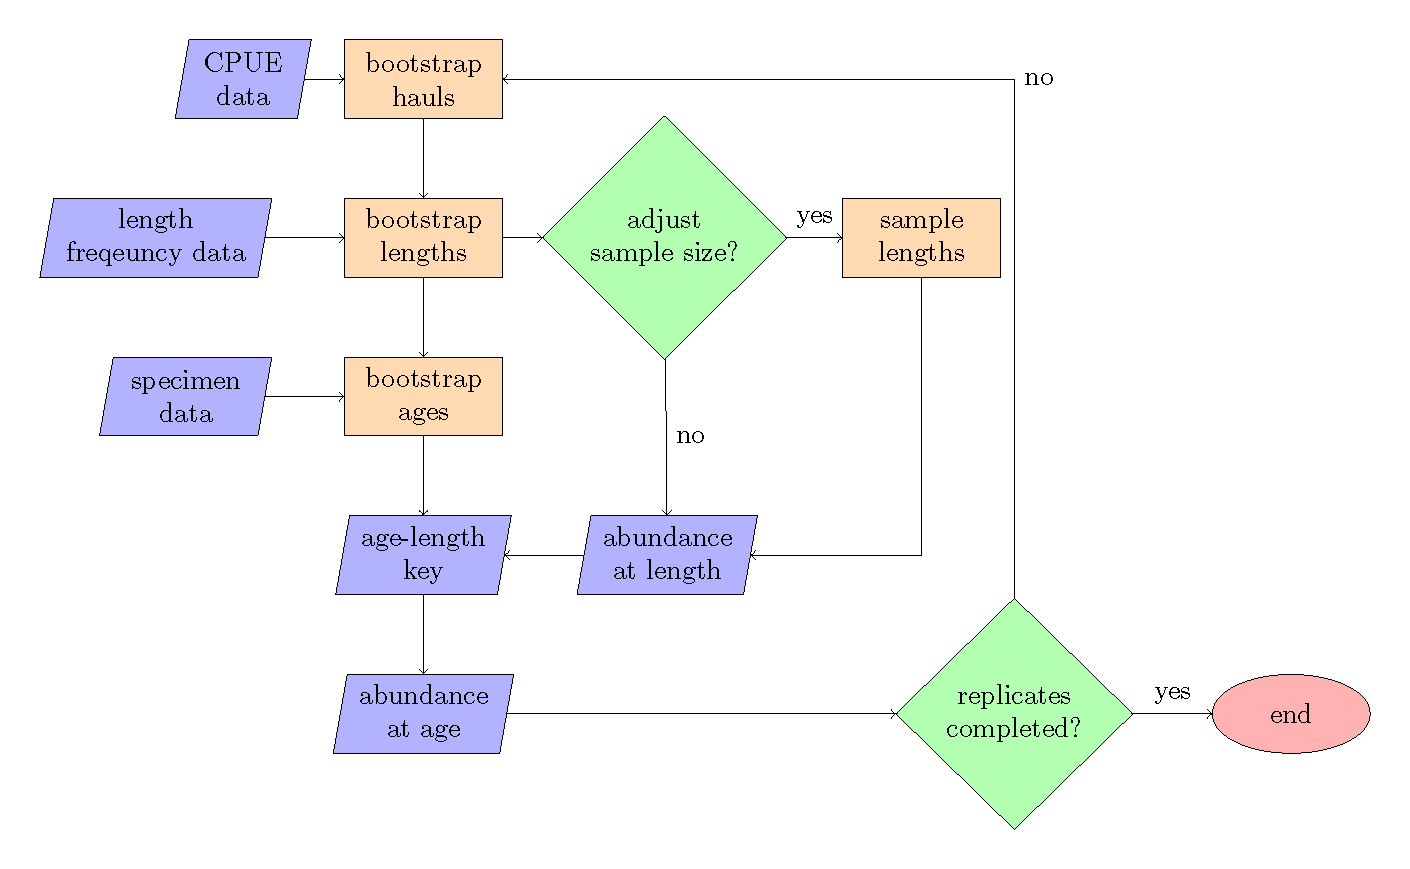 CPUE
data
bootstrap
hauls
no
length
freqeuncy data
bootstrap
lengths
adjust
sample size?
yes
sample
lengths
specimen
data
bootstrap
ages
no
age-length
key
abundance
at length
abundance
at age
replicates
completed?
yes
end